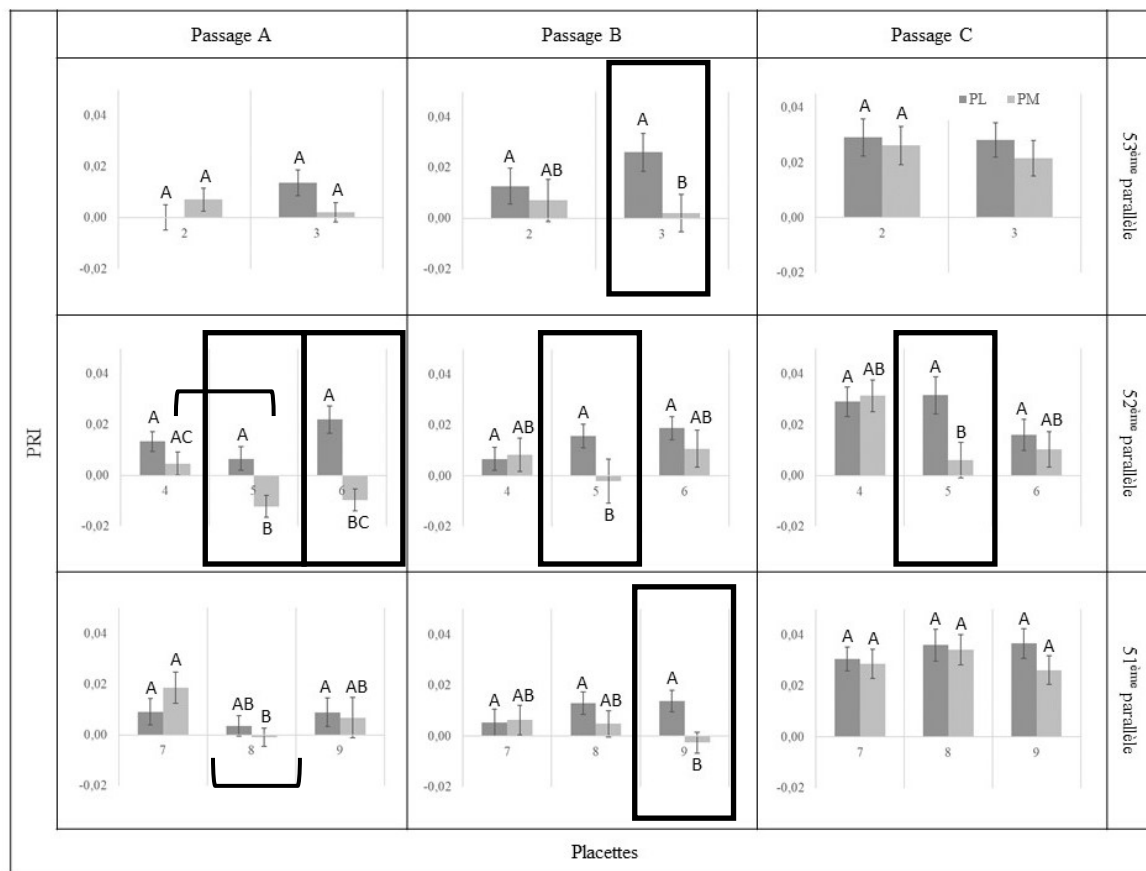 Passage A Passage B Passage C
PRI
53ème parallèle
0,04
0,02
0,00
-0,02
A A A A
2 3
0,04
0,02
0,00
-0,02
A AB A B
2 3
PL PM
0,04
0,02
0,00
-0,02
A A
2 3
52ème parallèle
0,04
0,02
0,00
-0,02
A AC A B A BC
4 5 6
0,04
0,02
0,00
-0,02
A AB A B A AB
4 5 6
0,04
0,02
0,00
-0,02
A AB A B A AB
4 5 6
51ème parallèle
0,04
0,02
0,00
-0,02
A A AB B A AB
7 8 9
0,04
0,02
0,00
-0,02
A AB A AB A B
7 8 9
0,04
0,02
0,00
-0,02
A A A A A A
7 8 9
Placettes